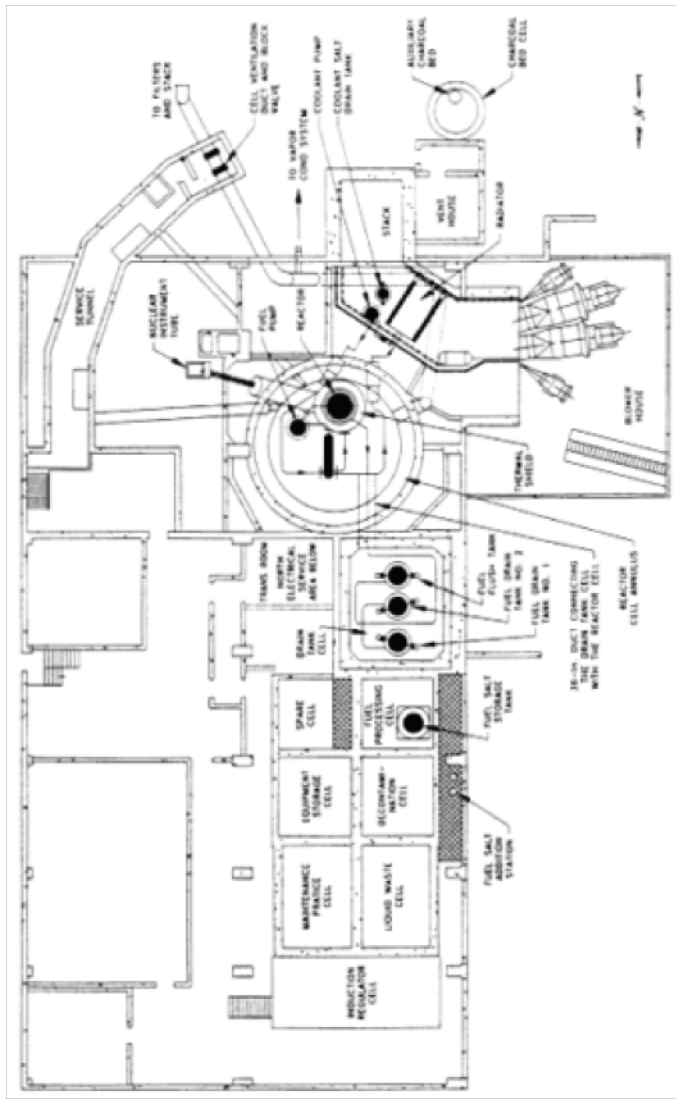 TO FILTERS
AND STACK
CELL VENTILATION
DUCT AND BLOCK
VALVE
TO VAPOR
COND SYSTEM
COOLANT PUMP
COOLANT SALT
DRAIN TANK
AUXILIARY
CHARCOAL
BED
CHARCOAL
BED CELL
N
SERVICE
TUNNEL
NUCLEAR
INSTRUMENT
TUBE
FUEL
PUMP
REACTOR
STACK
VENT
HOUSE
RADIATOR
BLOWER
HOUSE
THERMAL
SHIELD
REACTOR
CELL ANNULUS
36-in DUCT CONNECTING
THE DRAIN TANK CELL
WITH THE REACTOR CELL
TRANS ROOM
NORTH
ELECTRICAL
SERVICE
AREA BELOW
DRAIN
TANK
CELL
FUEL
FLUSH TANK
FUEL DRAIN
TANK NO. 2
FUEL DRAIN
TANK NO. 1
SPARE
CELL
FUEL
PROCESSING
CELL
FUEL SALT
STORAGE
TANK
EQUIPMENT
STORAGE
CELL
DECONTAMI-
NATION
CELL
FUEL SALT
ADDITION
STATION
MAINTENANCE
PRATICE
CELL
LIQUID WASTE
CELL
INDUCTION
REGULATOR
CELL